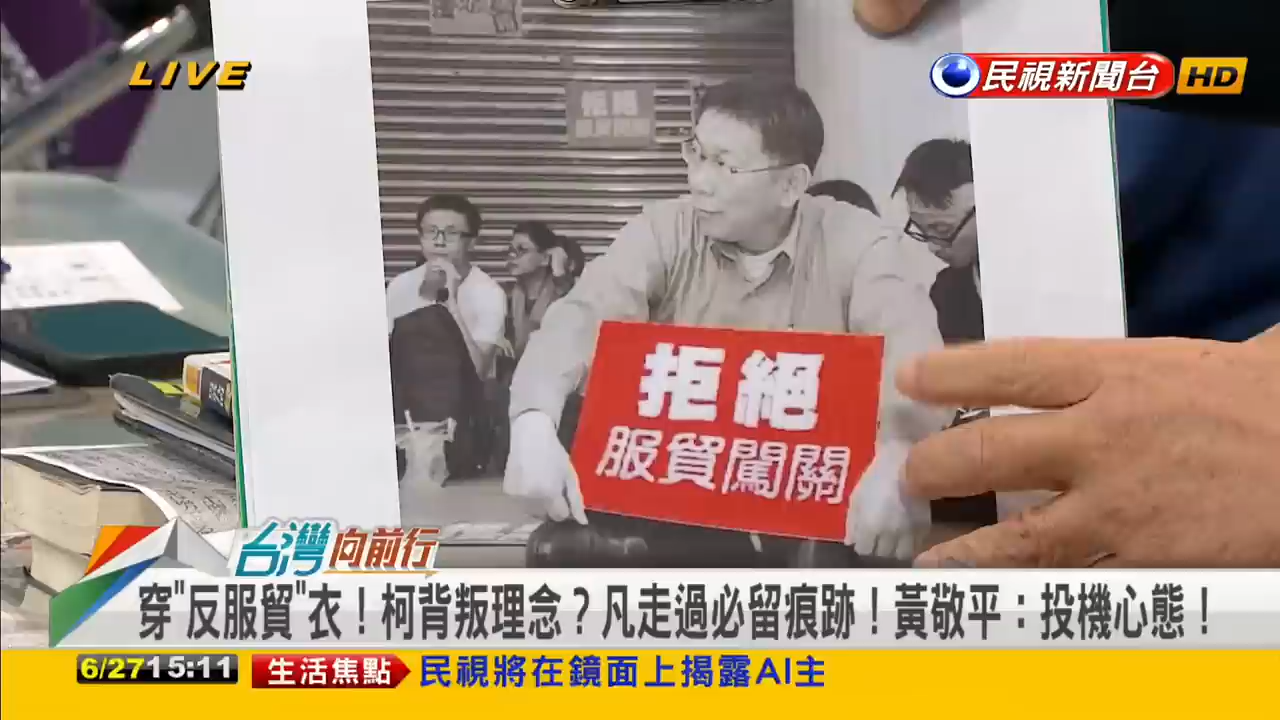 LIVE
民視新聞台 HD
拒絕
拒絕
服貿闖關
台灣向前行
穿"反服貿"衣！柯背叛理念？凡走過必留痕跡！黃敬平：投機心態！
6/27 15:11 生活焦點 民視將在鏡面上揭露AI主